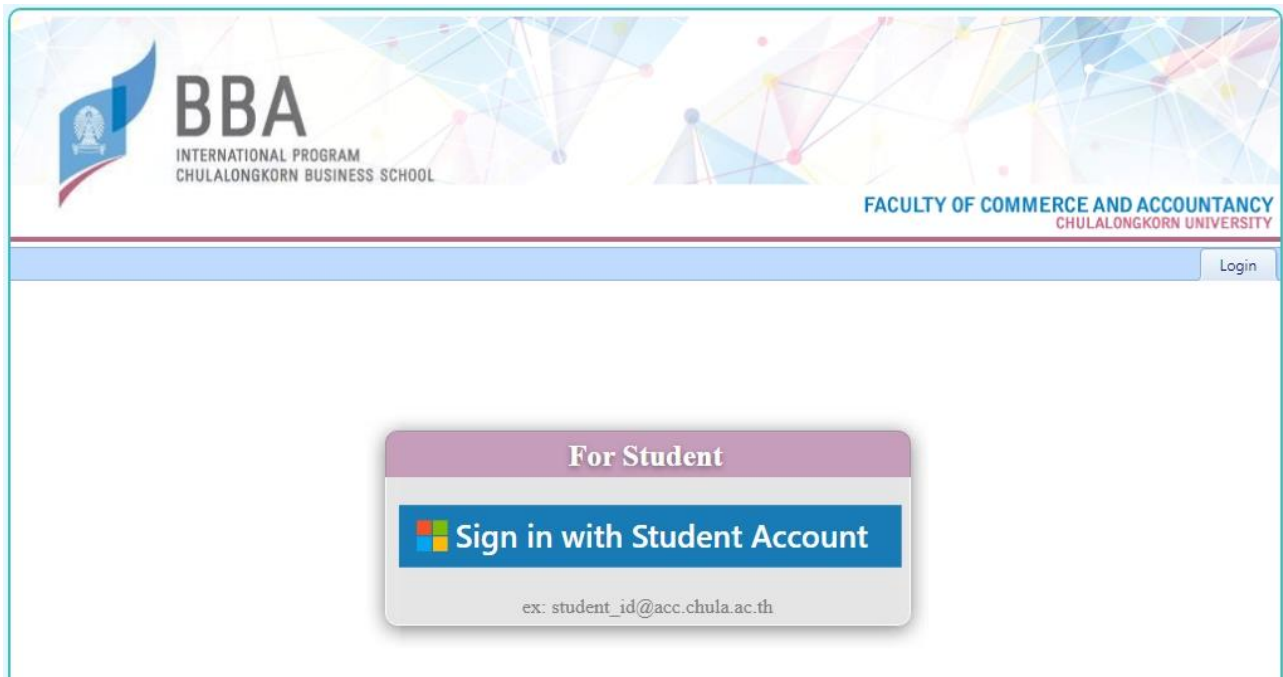 BBA
INTERNATIONAL PROGRAM
CHULALONGKORN BUSINESS SCHOOL
FACULTY OF COMMERCE AND ACCOUNTANCY
CHULALONGKORN UNIVERSITY
Login
For Student
Sign in with Student Account
ex: student_id@acc.chula.ac.th